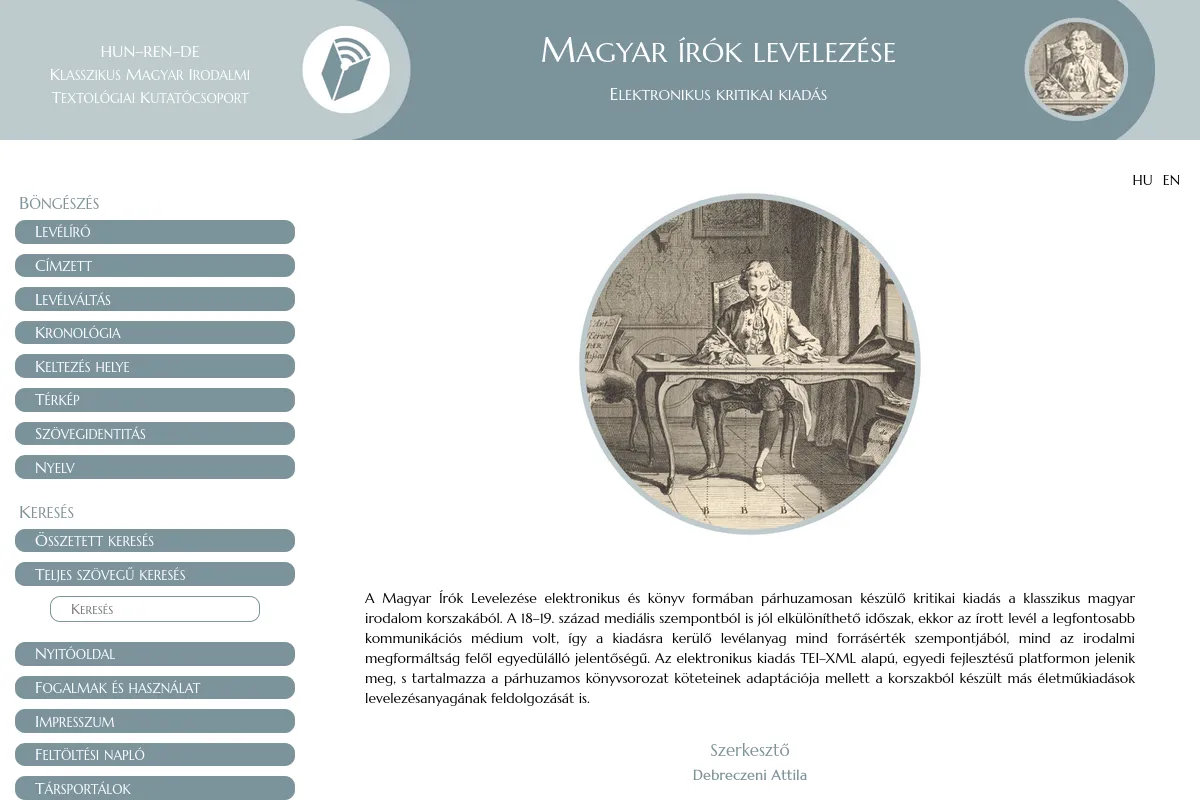 HUN–REN–DE
Klasszikus Magyar Irodalmi
Textológiai Kutatócsoport
Magyar írók levelezése
Elektronikus kritikai kiadás
HU EN
Böngészés
Levélíró
Címzett
Levélváltás
Kronológia
Keltezés helye
Térkép
Szövegidentitás
Nyelv
Keresés
Összetett keresés
Teljes szövegű keresés
Keresés
Nyitóoldal
Fogalmak és használat
Impresszum
Feltöltési napló
Társportálok
A A A A
B B B B
A Magyar Írók Levelezése elektronikus és könyv formában párhuzamosan készülő kritikai kiadás a klasszikus magyar
irodalom korszakából. A 18–19. század mediális szempontból is jól elkülöníthető időszak, ekkor az írott levél a legfontosabb
kommunikációs médium volt, így a kiadásra kerülő levélanyag mind forrásérték szempontjából, mind az irodalmi
megformáltság felől egyedülálló jelentőségű. Az elektronikus kiadás TEI–XML alapú, egyedi fejlesztésű platformon jelenik
meg, s tartalmazza a párhuzamos könyvsorozat köteteinek adaptációja mellett a korszakból készült más életműkiadások
levelezésanyagának feldolgozását is.
Szerkesztő
Debreczeni Attila